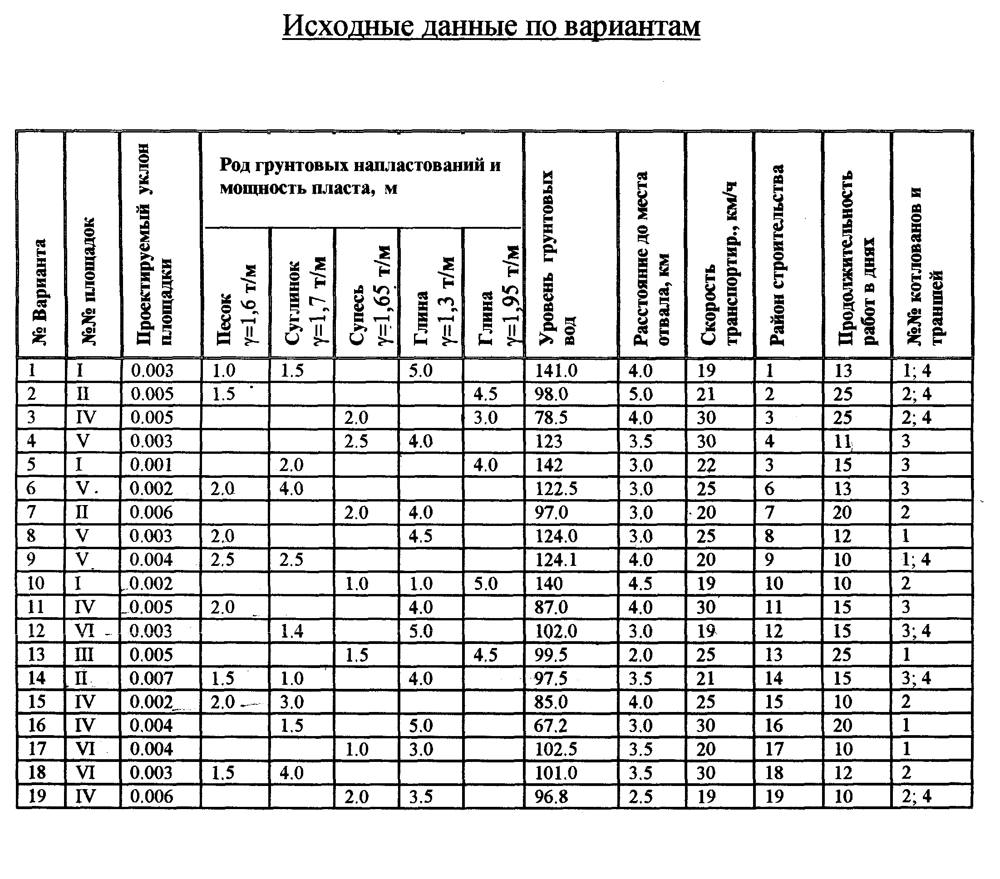 Исходные данные по вариантам
№ Варианта
№№ площадок
Проектируемый уклон
площадки
Род грунтовых напластований и
мощность пласта, м
Песок
γ=1,6 т/м
Суглинок
γ=1,7 т/м
Супесь
γ=1,65 т/м
Глина
γ=1,3 т/м
Глина
γ=1,95 т/м
Уровень грунтовых
вод
Расстояние до места
отвала, км
Скорость
транспортир., км/ч
Район строительства
Продолжительность
работ в днях
№№ котлованов и
траншей
1 I 0.003 1.0 1.5 5.0 141.0 4.0 19 1 13 1; 4
2 II 0.005 1.5 4.5 98.0 5.0 21 2 25 2; 4
3 IV 0.005 2.0 3.0 78.5 4.0 30 3 25 2; 4
4 V 0.003 2.5 4.0 123 3.5 30 4 11 3
5 I 0.001 2.0 4.0 142 3.0 22 3 15 3
6 V 0.002 2.0 4.0 122.5 3.0 25 6 13 3
7 II 0.006 2.0 4.0 97.0 3.0 20 7 20 2
8 V 0.003 2.0 4.5 124.0 3.0 25 8 12 1
9 V 0.004 2.5 2.5 124.1 4.0 20 9 10 1; 4
10 I 0.002 1.0 1.0 5.0 140 4.5 19 10 10 2
11 IV 0.005 2.0 4.0 87.0 4.0 30 11 15 3
12 VI 0.003 1.4 5.0 102.0 3.0 19 12 15 3; 4
13 III 0.005 1.5 4.5 99.5 2.0 25 13 25 1
14 II 0.007 1.5 1.0 4.0 97.5 3.5 21 14 15 3; 4
15 IV 0.002 2.0 3.0 85.0 4.0 25 15 10 2
16 IV 0.004 1.5 5.0 67.2 3.0 30 16 20 1
17 VI 0.004 1.0 3.0 102.5 3.5 20 17 10 1
18 VI 0.003 1.5 4.0 101.0 3.5 30 18 12 2
19 IV 0.006 2.0 3.5 96.8 2.5 19 19 10 2; 4